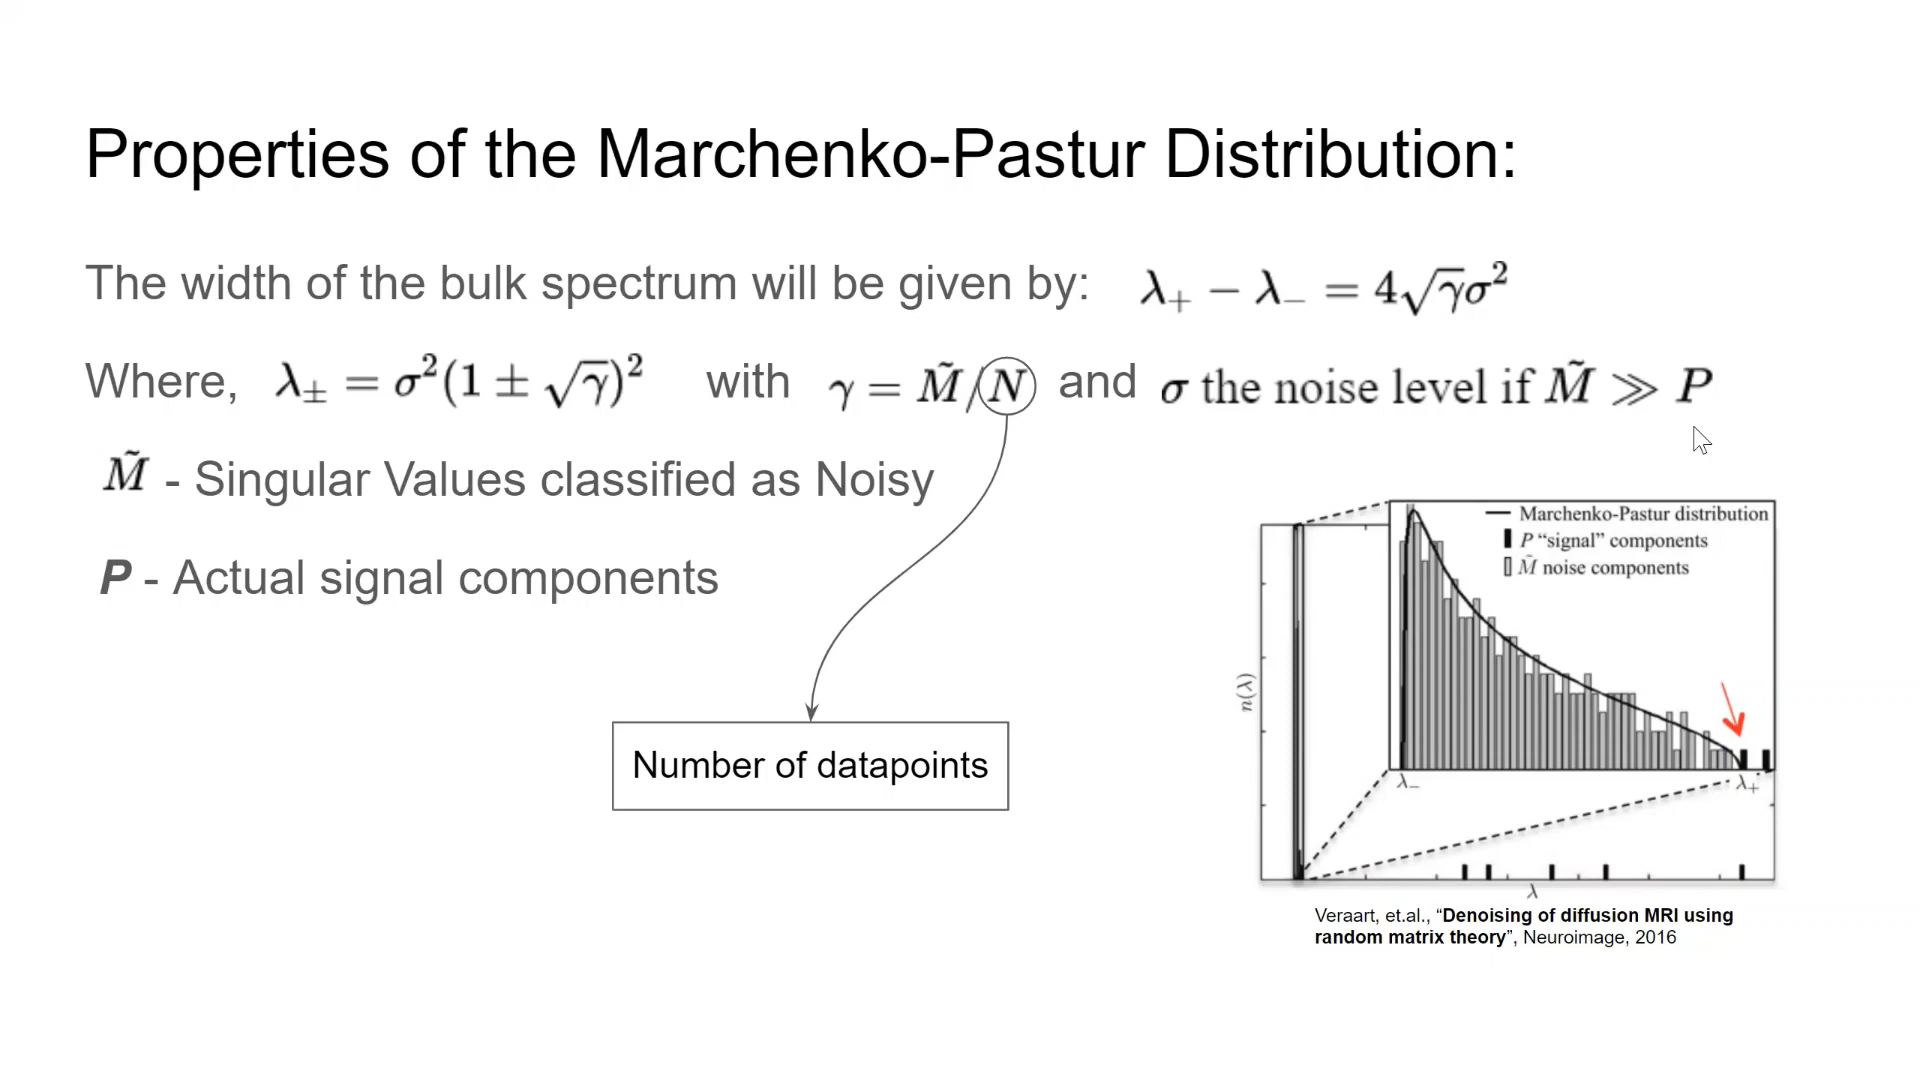 Properties of the Marchenko-Pastur Distribution:
The width of the bulk spectrum will be given by: λ₊ − λ₋ = 4√γσ²
Where, λ± = σ²(1 ± √γ)² with γ = M̃/N and σ the noise level if M̃ ≫ P
M̃ - Singular Values classified as Noisy
P - Actual signal components
Number of datapoints
Marchenko-Pastur distribution
P “signal” components
M̃ noise components
n(λ)
λ₋
λ₊
λ
Veraart, et.al., “Denoising of diffusion MRI using
random matrix theory”, Neuroimage, 2016